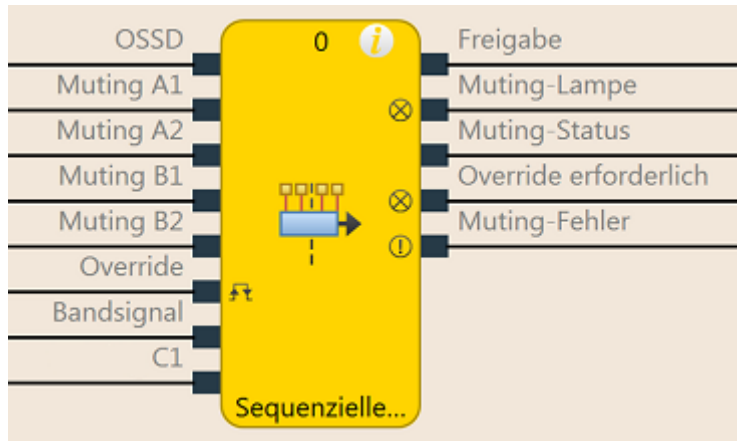 OSSD
Muting A1
Muting A2
Muting B1
Muting B2
Override
Bandsignal
C1
0
i
Sequenzielle...
Freigabe
Muting-Lampe
Muting-Status
Override erforderlich
Muting-Fehler